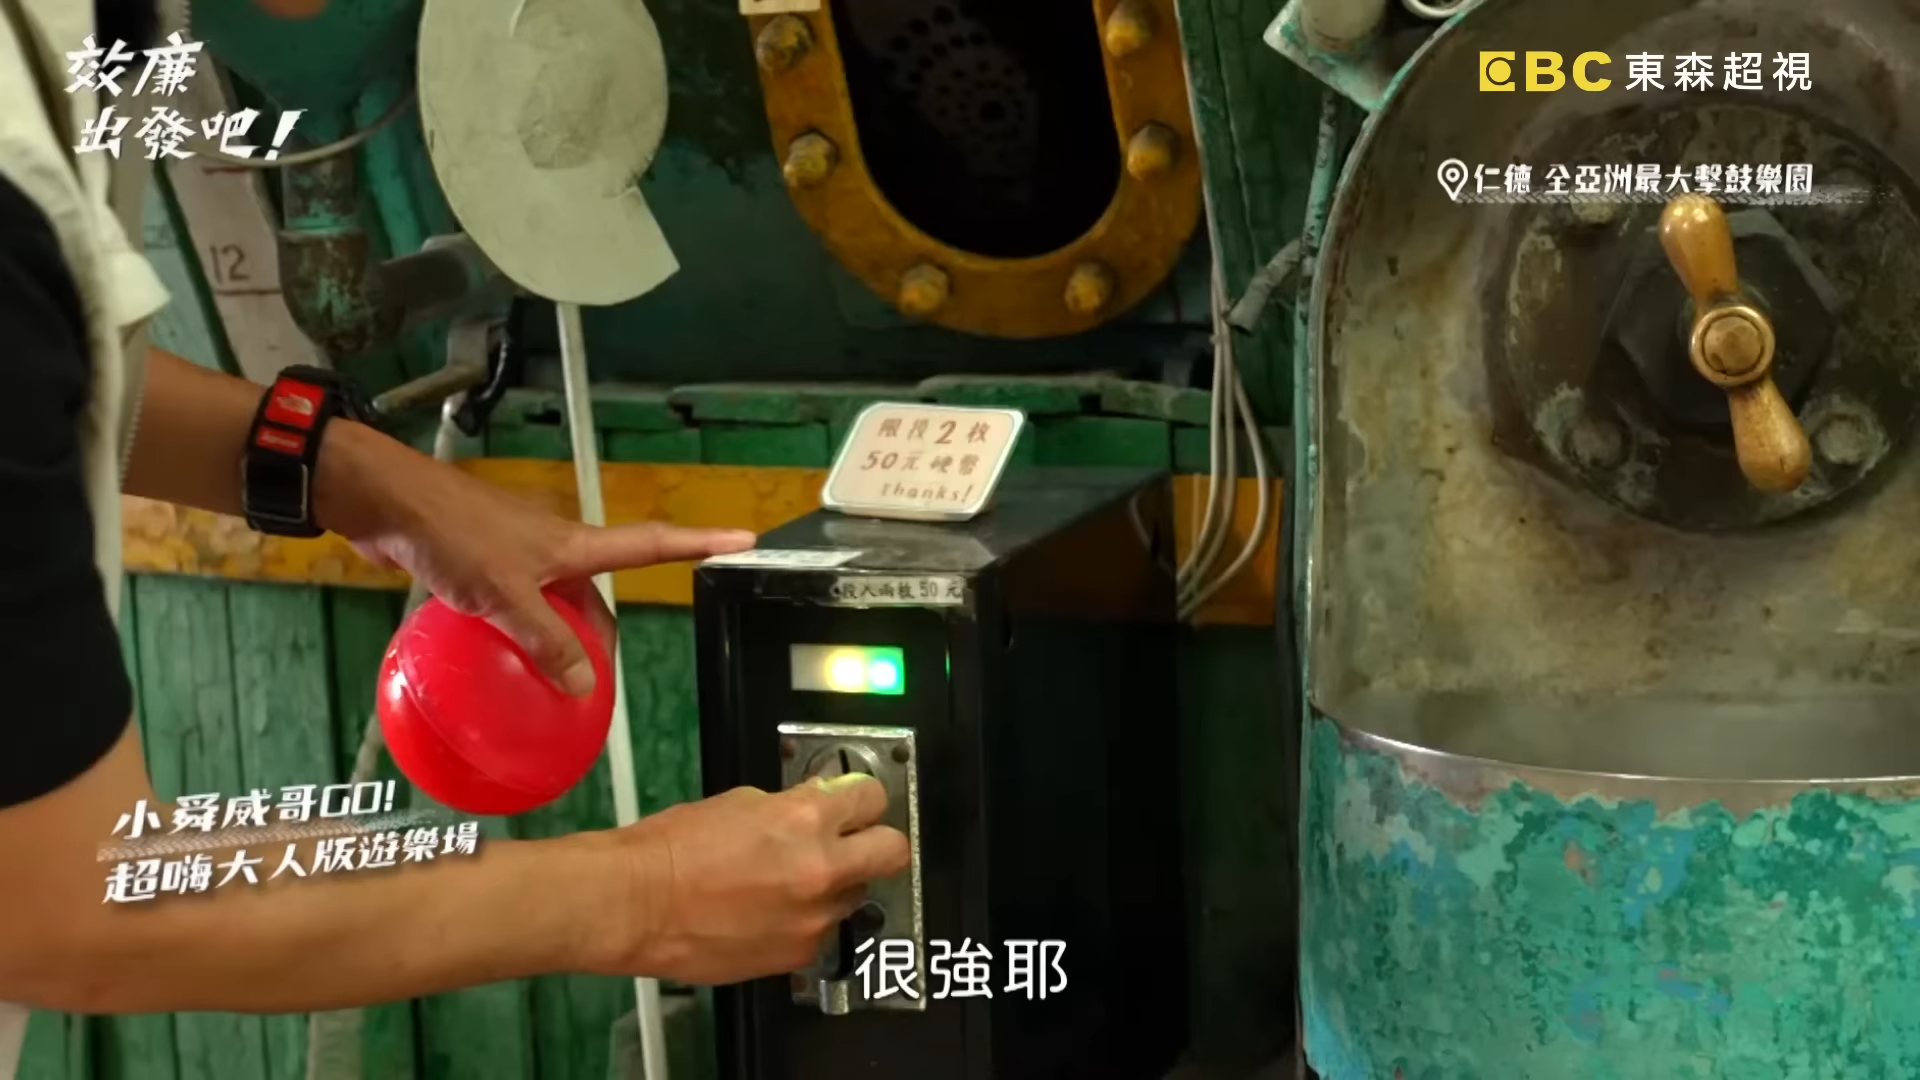 效廉
出發吧!
EBC 東森超視
仁德 全亞洲最大擊鼓樂園
12
限投2枚
50元硬幣
Thanks!
投入兩枚50元
小舜威哥GO!
超嗨大人版遊樂場
很強耶